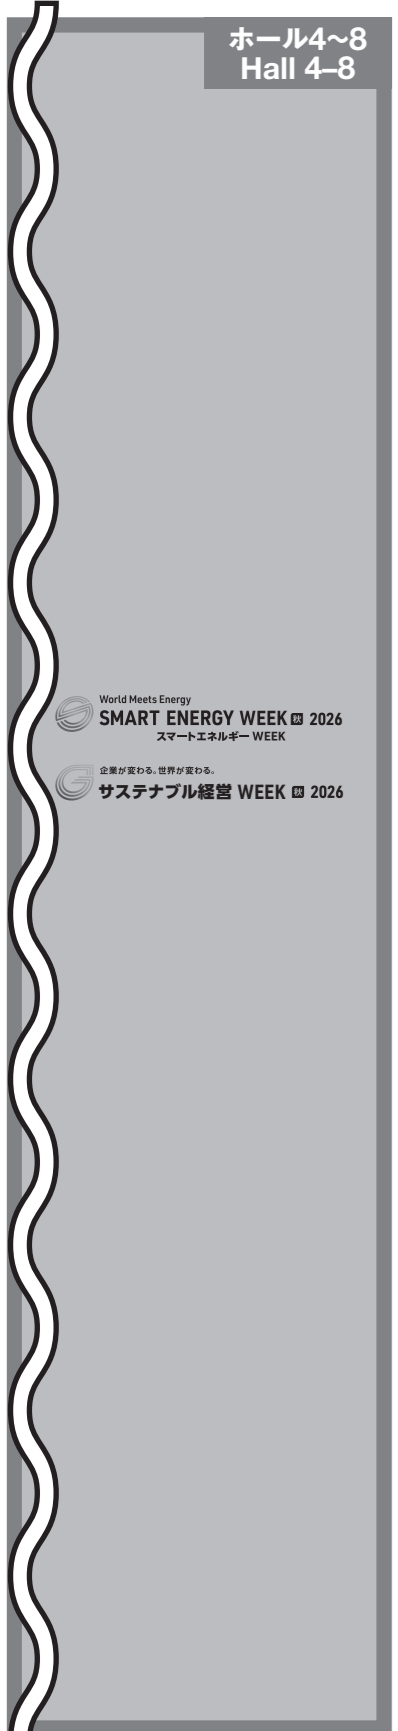 ホール4〜8
Hall 4–8
World Meets Energy
SMART ENERGY WEEK 秋 2026
スマートエネルギー WEEK
企業が変わる。世界が変わる。
サステナブル経営 WEEK 秋 2026